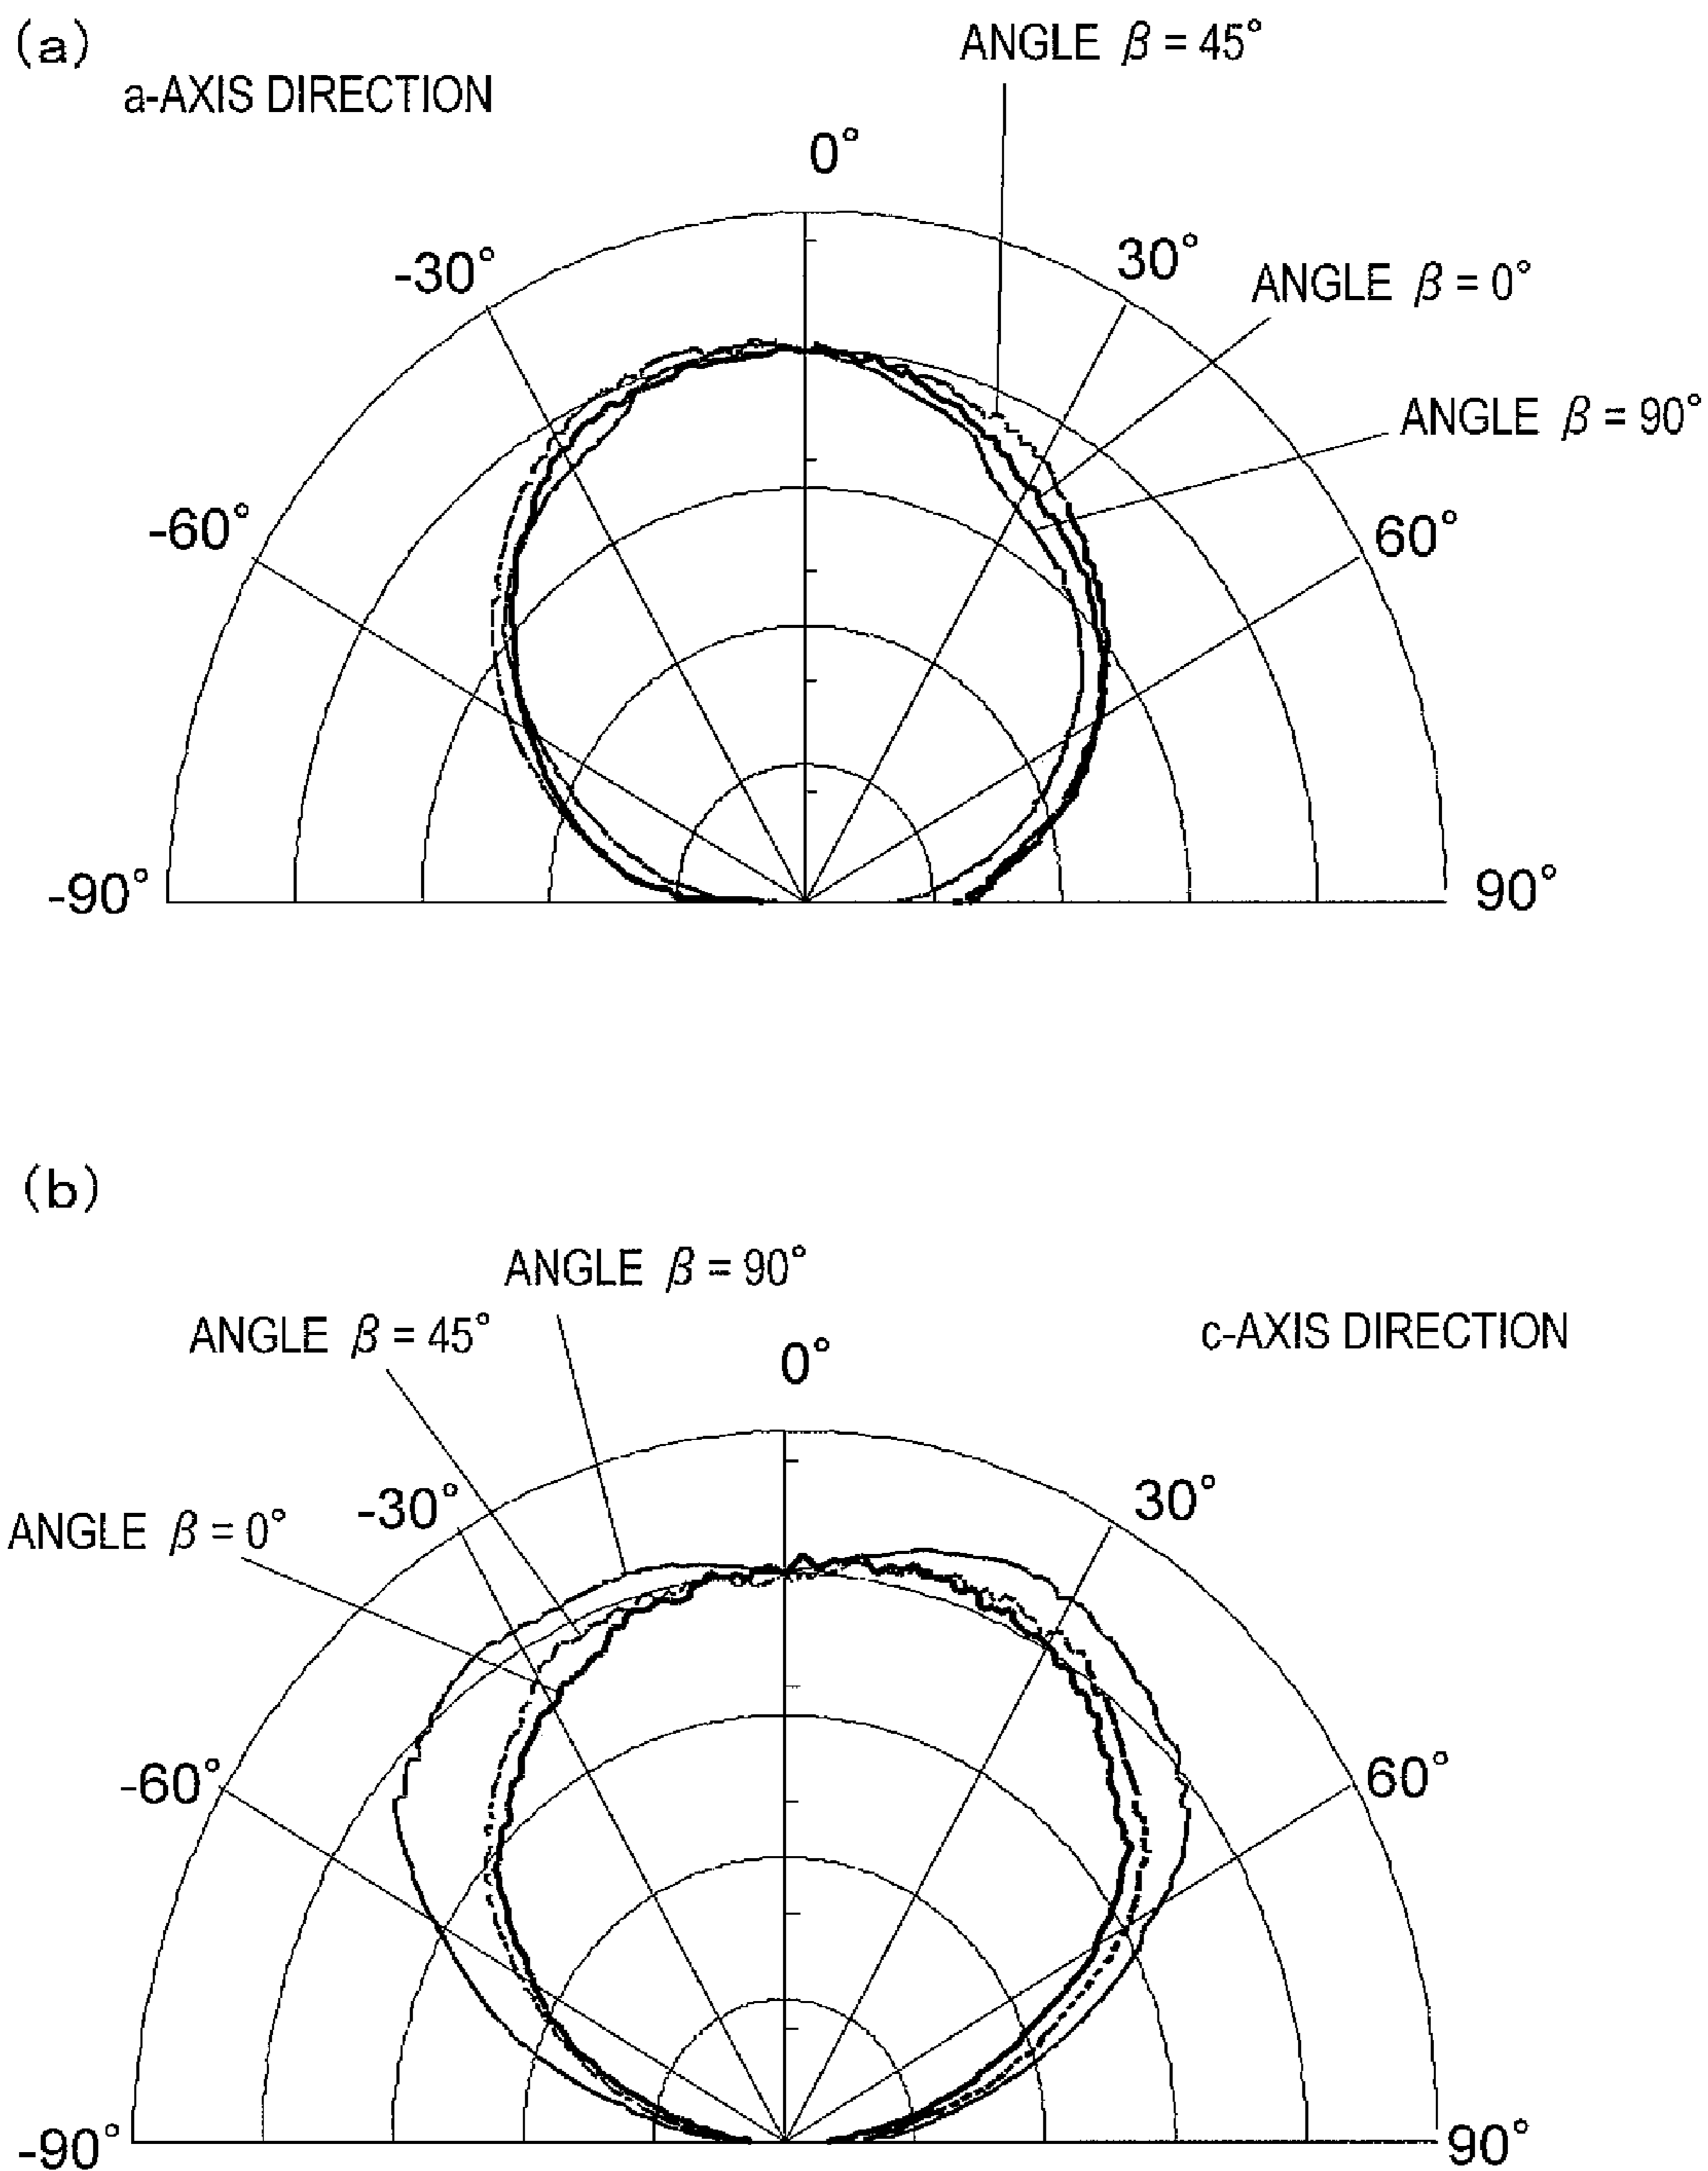 (a)
a-AXIS DIRECTION
ANGLE β = 45°
0°
-30°
30°
ANGLE β = 0°
ANGLE β = 90°
-60°
60°
-90°
90°
(b)
ANGLE β = 90°
ANGLE β = 45°
c-AXIS DIRECTION
0°
-30°
30°
ANGLE β = 0°
-60°
60°
-90°
90°